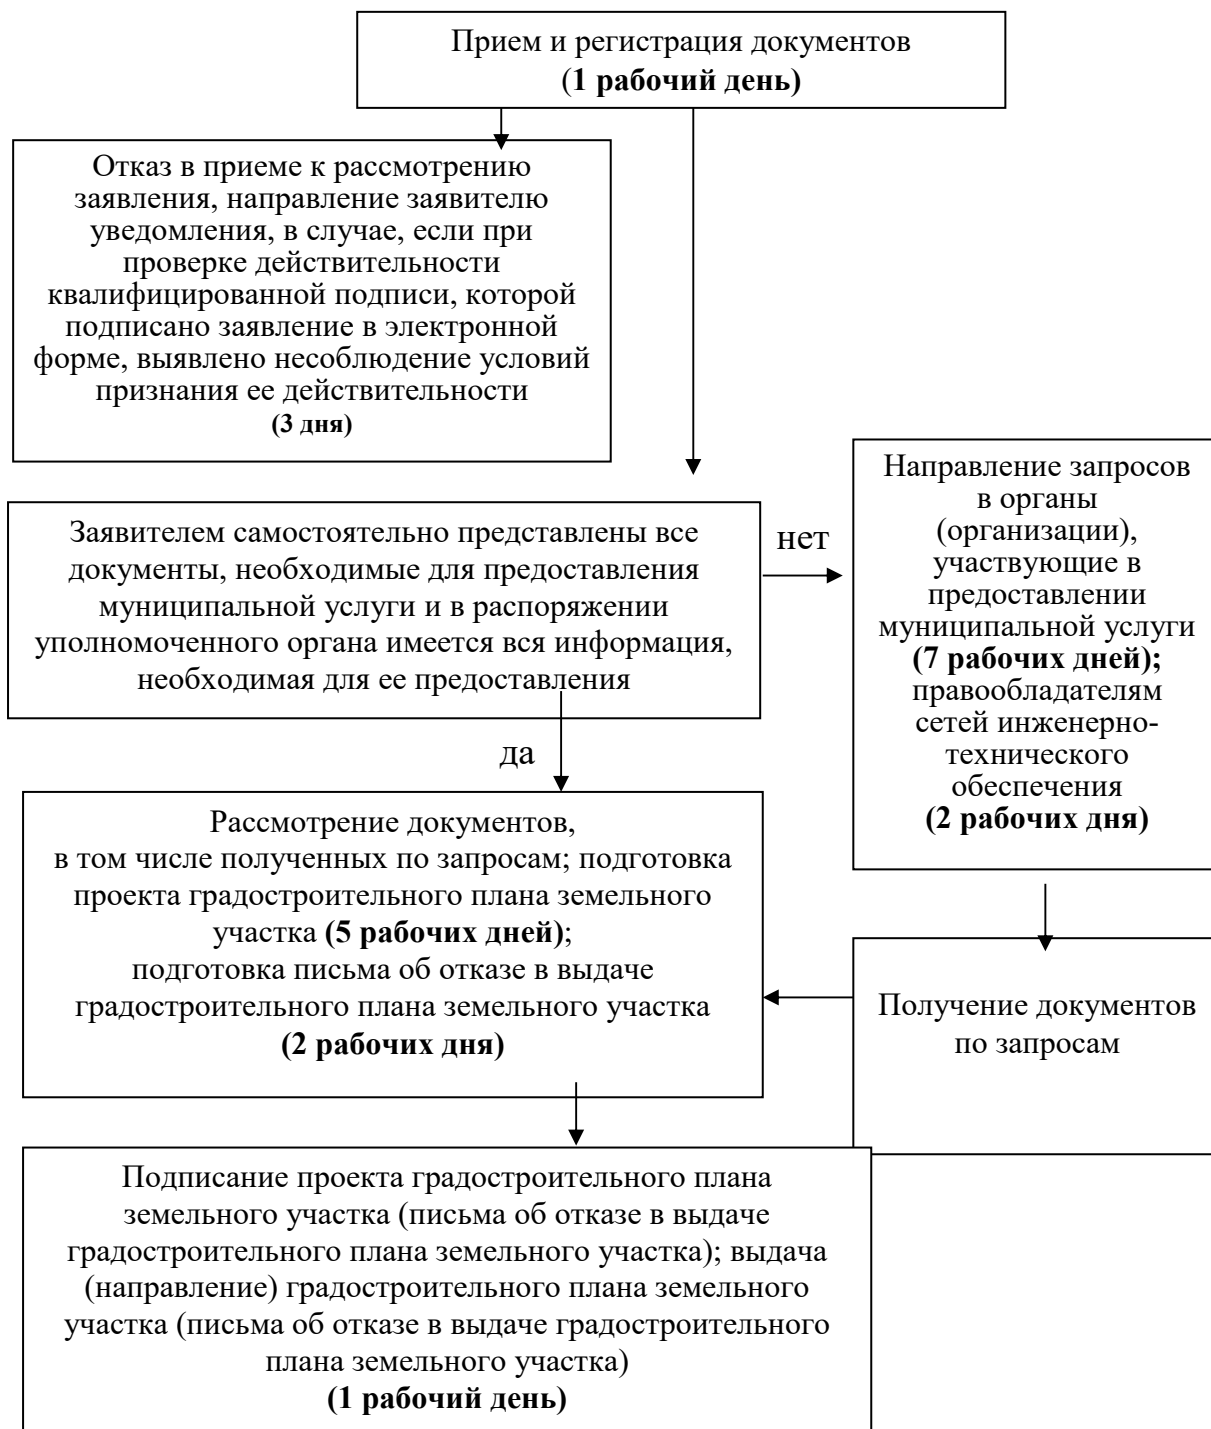 Прием и регистрация документов
(1 рабочий день)
Отказ в приеме к рассмотрению
заявления, направление заявителю
уведомления, в случае, если при
проверке действительности
квалифицированной подписи, которой
подписано заявление в электронной
форме, выявлено несоблюдение условий
признания ее действительности
(3 дня)
Заявителем самостоятельно представлены все
документы, необходимые для предоставления
муниципальной услуги и в распоряжении
уполномоченного органа имеется вся информация,
необходимая для ее предоставления
нет
Направление запросов
в органы
(организации),
участвующие в
предоставлении
муниципальной услуги
(7 рабочих дней);
правообладателям
сетей инженерно-
технического
обеспечения
(2 рабочих дня)
да
Рассмотрение документов,
в том числе полученных по запросам; подготовка
проекта градостроительного плана земельного
участка (5 рабочих дней);
подготовка письма об отказе в выдаче
градостроительного плана земельного участка
(2 рабочих дня)
Получение документов
по запросам
Подписание проекта градостроительного плана
земельного участка (письма об отказе в выдаче
градостроительного плана земельного участка); выдача
(направление) градостроительного плана земельного
участка (письма об отказе в выдаче градостроительного
плана земельного участка)
(1 рабочий день)